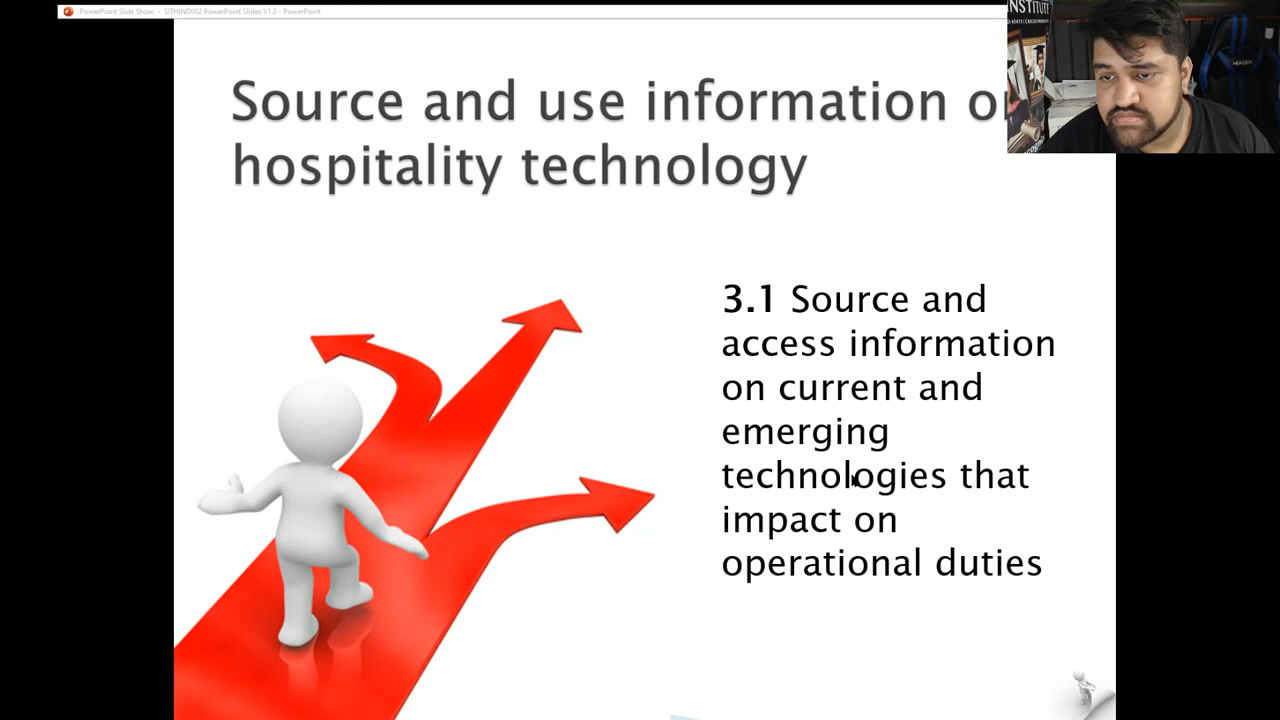 PowerPoint Slide Show - SITHIND002 PowerPoint Slides V1.0 - PowerPoint
INSTITUTE
Source and use information o
hospitality technology
3.1 Source and
access information
on current and
emerging
technologies that
impact on
operational duties